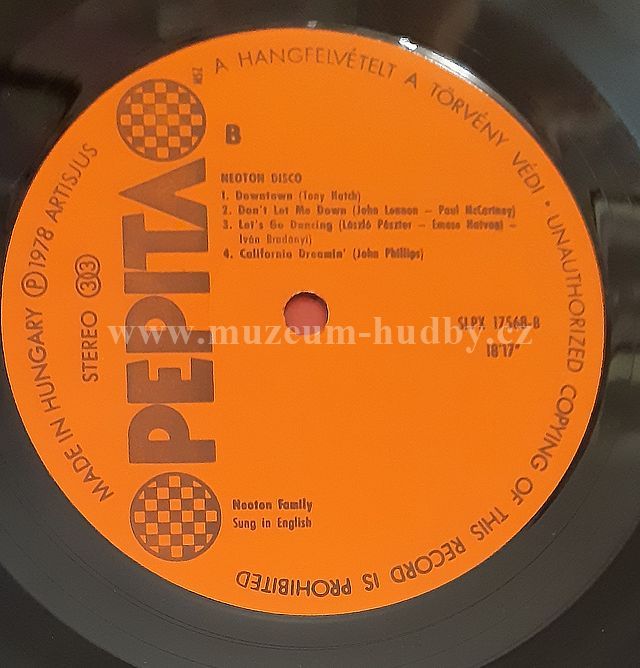 A HANGFELVÉTELT A TÖRVÉNY VÉDI • UNAUTHORIZED COPYING OF THIS RECORD IS PROHIBITED
MADE IN HUNGARY Ⓟ 1978 ARTISJUS
STEREO 33
PEPITA
HSZ
B
NEOTON DISCO
1. Downtown (Tony Hatch)
2. Don't Let Me Down (John Lennon – Paul McCartney)
3. Let's Go Dancing (László Pásztor – Emese Hatvani –
Iván Bradányi)
4. California Dreamin' (John Phillips)
SLPX 17568-B
18'17"
www.muzeum-hudby.cz
Neoton Family
Sung in English